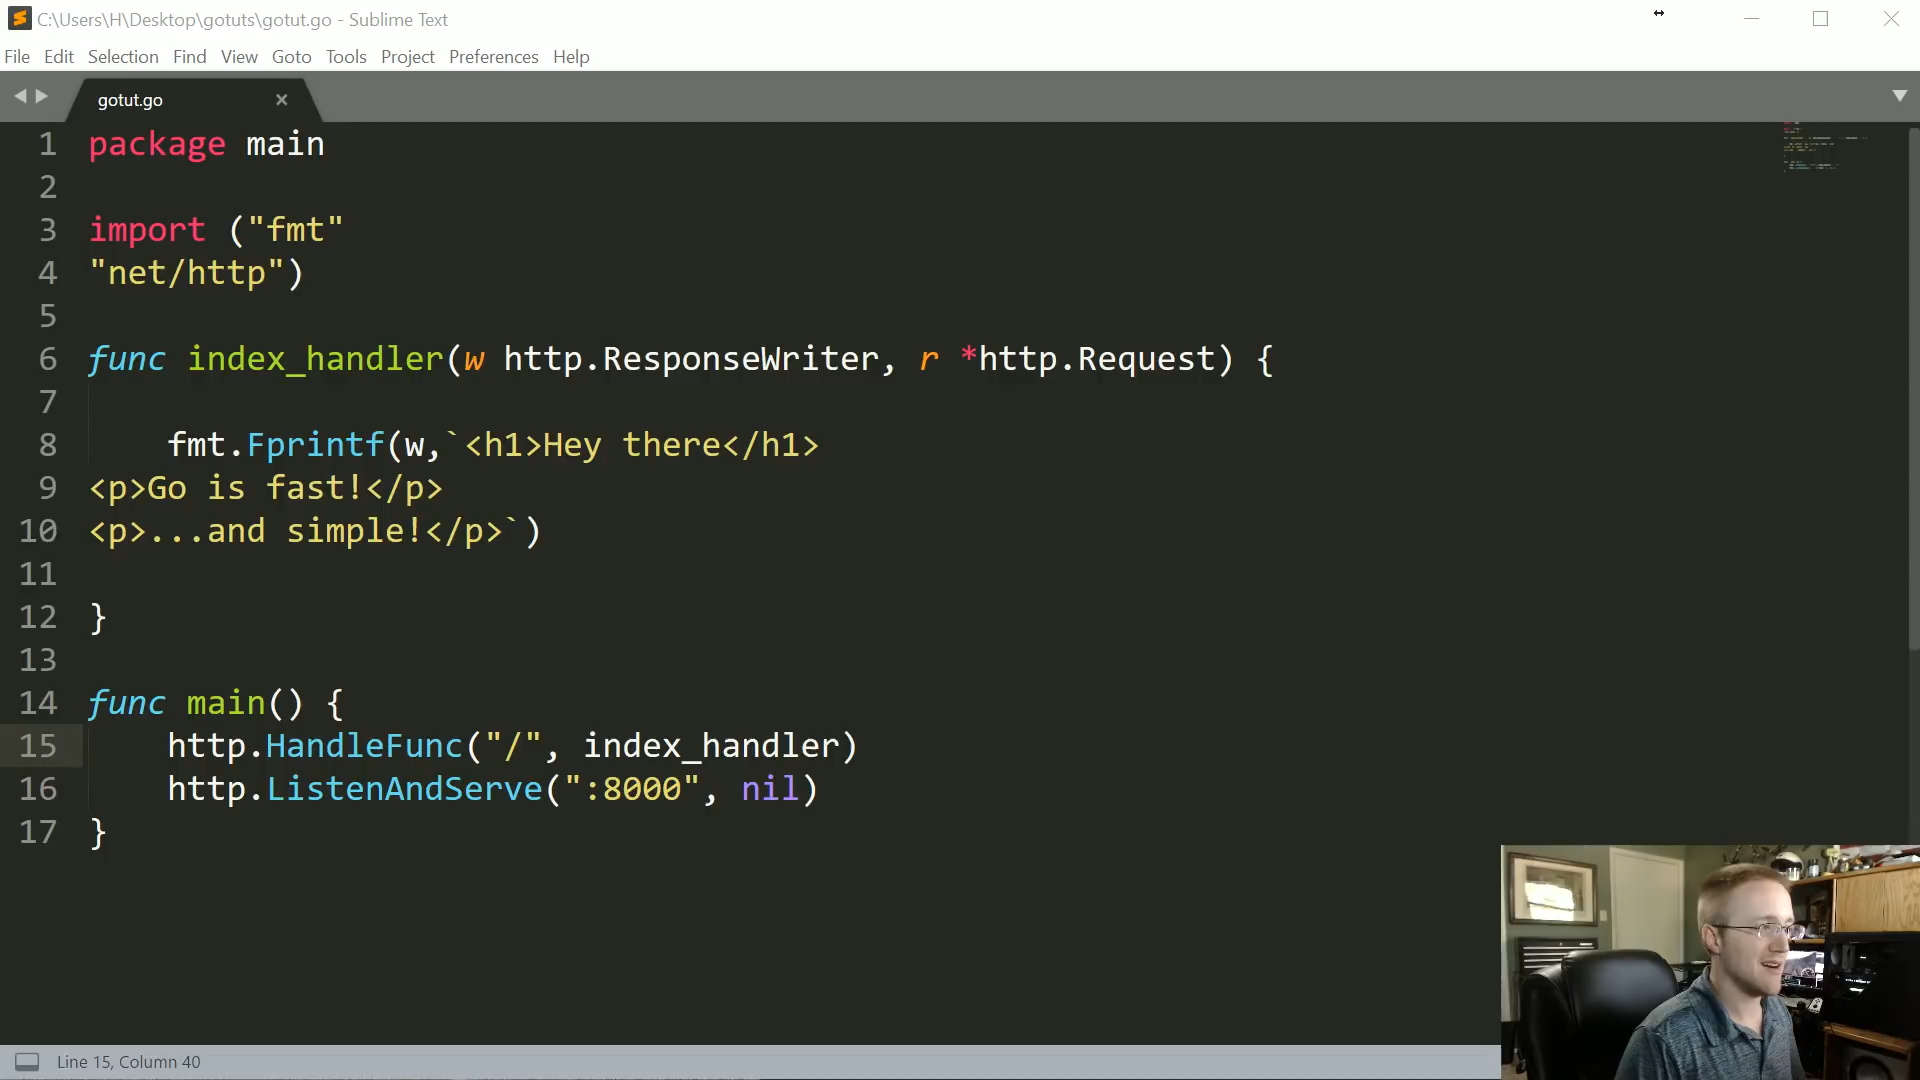 C:\Users\H\Desktop\gotuts\gotut.go - Sublime Text
File Edit Selection Find View Goto Tools Project Preferences Help
gotut.go
1 package main
2
3 import ("fmt"
4 "net/http")
5
6 func index_handler(w http.ResponseWriter, r *http.Request) {
7
8 fmt.Fprintf(w,`<h1>Hey there</h1>
9 <p>Go is fast!</p>
10 <p>...and simple!</p>`)
11
12 }
13
14 func main() {
15 http.HandleFunc("/", index_handler)
16 http.ListenAndServe(":8000", nil)
17 }
Line 15, Column 40